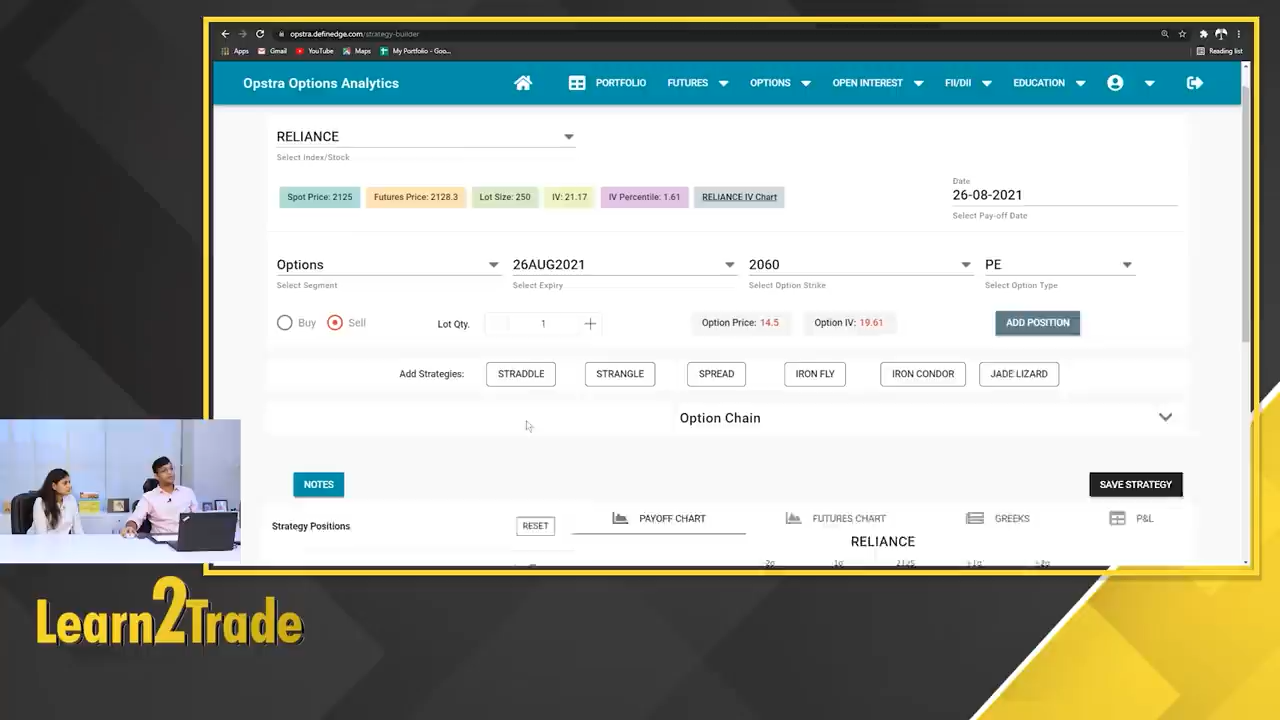 opstra.definedge.com/strategy-builder
Apps Gmail YouTube Maps My Portfolio - Goo... Reading list
Opstra Options Analytics PORTFOLIO FUTURES OPTIONS OPEN INTEREST FII/DII EDUCATION
RELIANCE
Select Index/Stock
Spot Price: 2125 Futures Price: 2128.3 Lot Size: 250 IV: 21.17 IV Percentile: 1.61 RELIANCE IV Chart
Date
26-08-2021
Select Pay-off Date
Options 26AUG2021 2060 PE
Select Segment Select Expiry Select Option Strike Select Option Type
Buy Sell Lot Qty. 1 + Option Price: 14.5 Option IV: 19.61 ADD POSITION
Add Strategies: STRADDLE STRANGLE SPREAD IRON FLY IRON CONDOR JADE LIZARD
Option Chain
NOTES SAVE STRATEGY
Strategy Positions RESET PAYOFF CHART FUTURES CHART GREEKS P&L
RELIANCE
2125
Learn2Trade